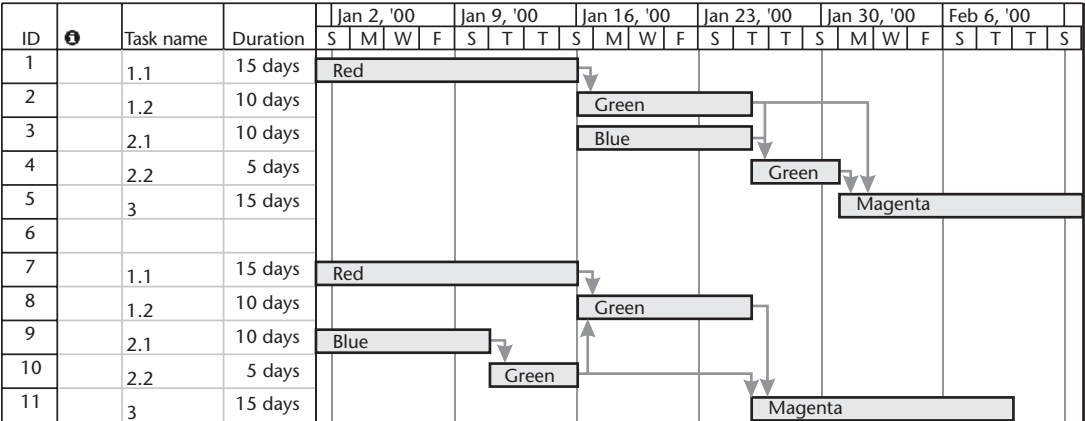 Jan 2, '00 Jan 9, '00 Jan 16, '00 Jan 23, '00 Jan 30, '00 Feb 6, '00
ID Task name Duration S M W F S T T S M W F S T T S M W F S T T S
1 1.1 15 days Red
2 1.2 10 days Green
3 2.1 10 days Blue
4 2.2 5 days Green
5 3 15 days Magenta
6
7 1.1 15 days Red
8 1.2 10 days Green
9 2.1 10 days Blue
10 2.2 5 days Green
11 3 15 days Magenta